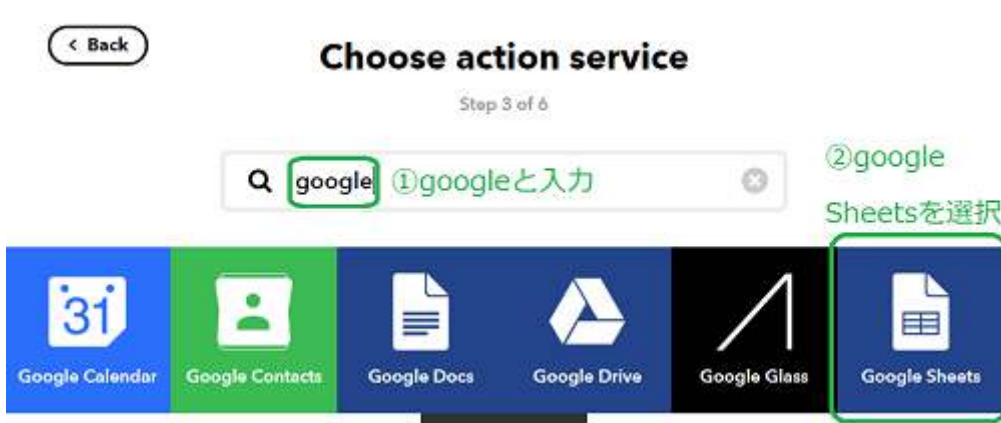 < Back
Choose action service
Step 3 of 6
google ①googleと入力
②google
Sheetsを選択
31
Google Calendar
Google Contacts
Google Docs
Google Drive
Google Glass
Google Sheets